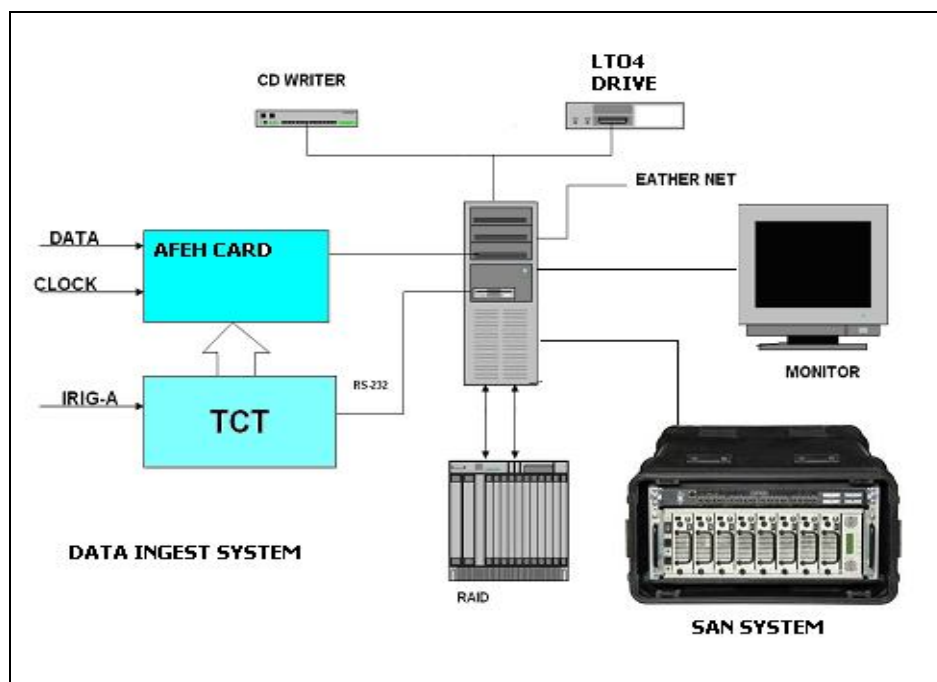 CD WRITER
LTO4
DRIVE
EATHER NET
DATA
AFEH CARD
CLOCK
MONITOR
RS-232
IRIG-A
TCT
DATA INGEST SYSTEM
RAID
SAN SYSTEM